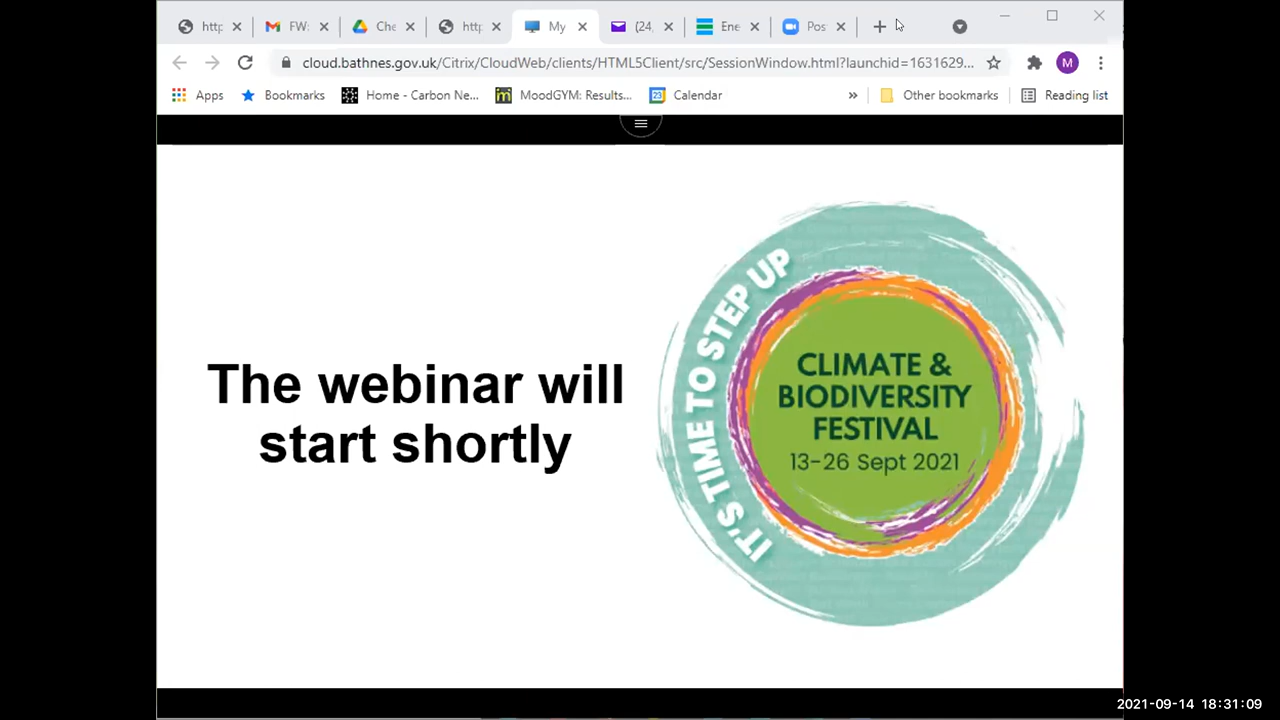 http
FW:
Che
http
My
(24,
Ene
Pos
cloud.bathnes.gov.uk/Citrix/CloudWeb/clients/HTML5Client/src/SessionWindow.html?launchid=1631629...
M
Apps
Bookmarks
Home - Carbon Ne...
MoodGYM: Results...
23
Calendar
»
Other bookmarks
Reading list
The webinar will
start shortly
IT'S TIME TO STEP UP
CLIMATE &
BIODIVERSITY
FESTIVAL
13-26 Sept 2021
2021-09-14 18:31:09